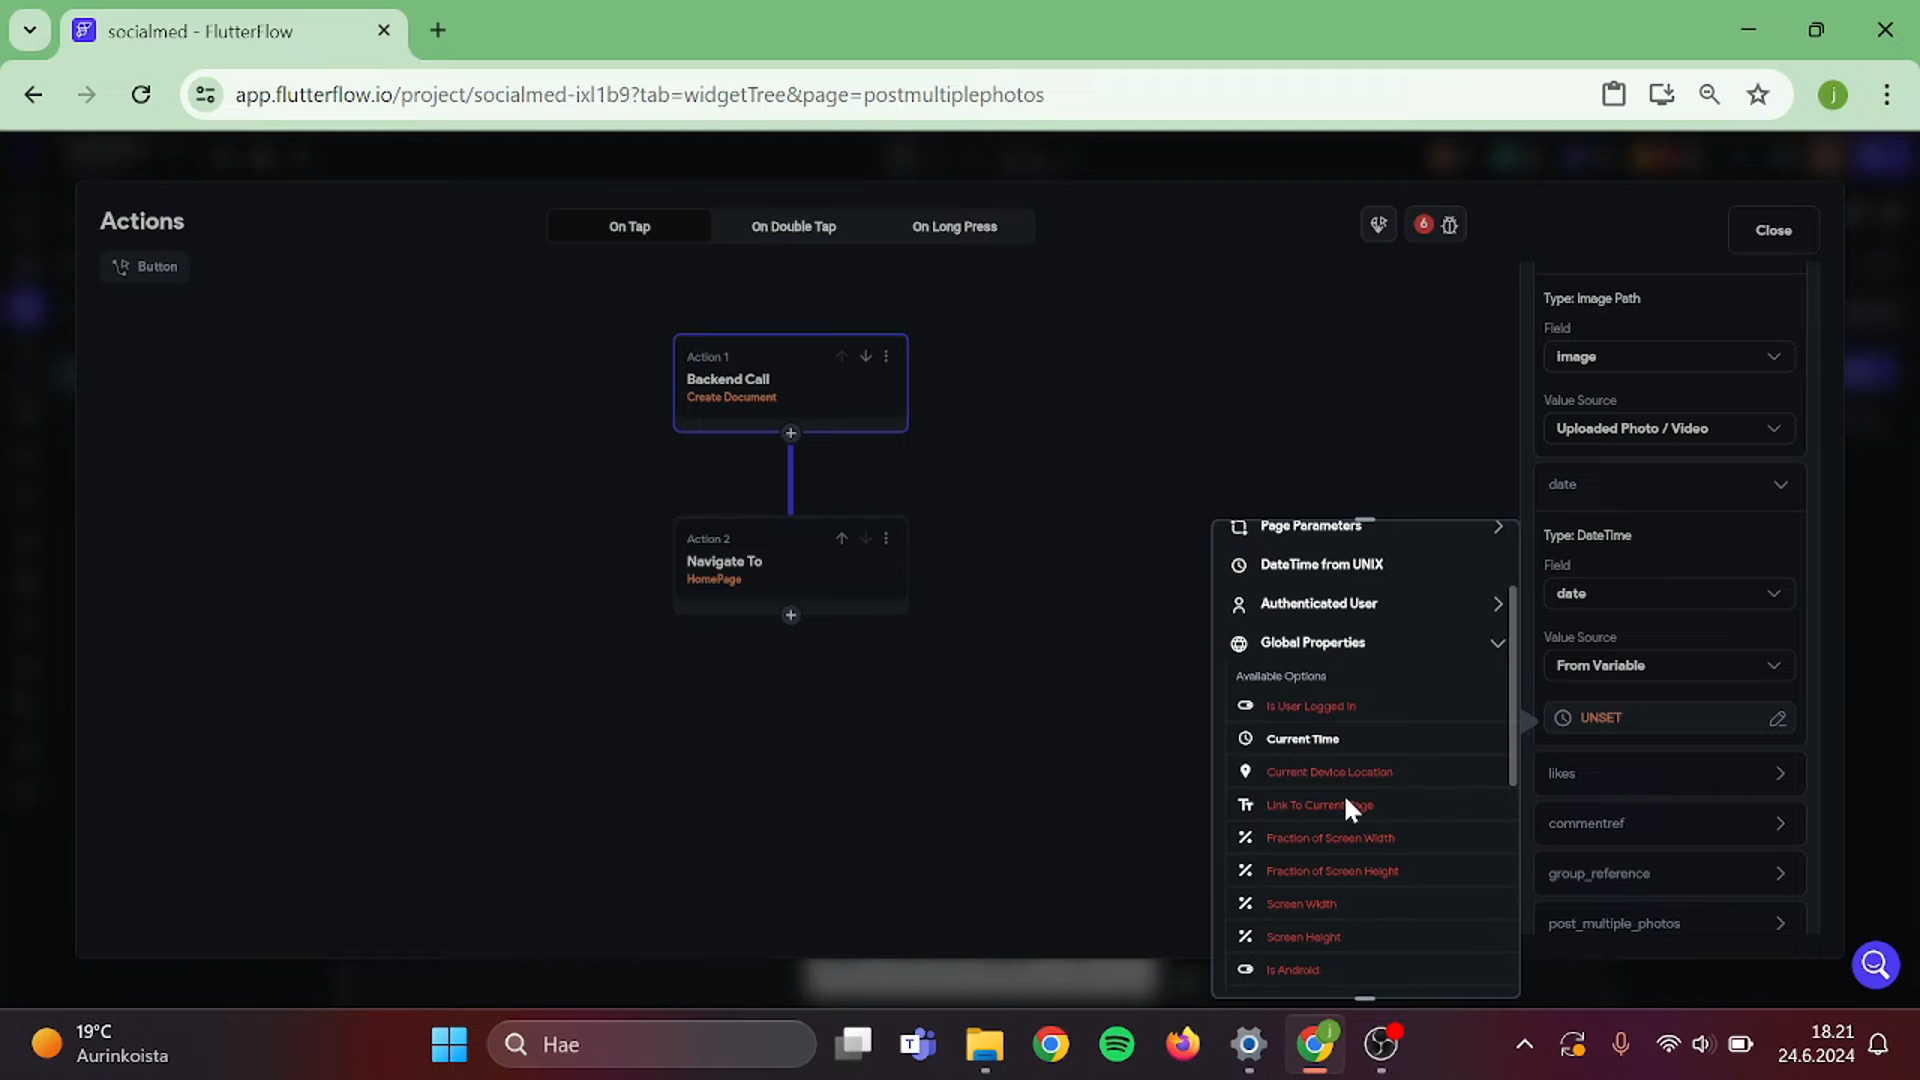 socialmed - FlutterFlow
app.flutterflow.io/project/socialmed-ixl1b9?tab=widgetTree&page=postmultiplephotos
j
Actions
Button
On Tap
On Double Tap
On Long Press
6
Close
Action 1
Backend Call
Create Document
Action 2
Navigate To
HomePage
Page Parameters
DateTime from UNIX
Authenticated User
Global Properties
Available Options
Is User Logged In
Current Time
Current Device Location
Link To Current Page
Fraction of Screen Width
Fraction of Screen Height
Screen Width
Screen Height
Is Android
Type: Image Path
Field
image
Value Source
Uploaded Photo / Video
date
Type: DateTime
Field
date
Value Source
From Variable
UNSET
likes
commentref
group_reference
post_multiple_photos
19°C
Aurinkoista
Hae
18.21
24.6.2024